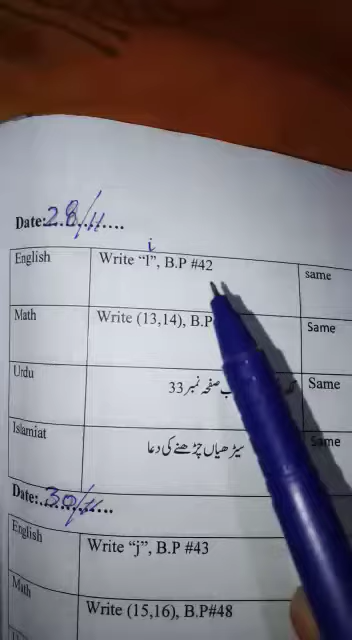 Date: 28/11
i
English Write "l", B.P #42 same
Math Write (13,14), B.P Same
Urdu صفحہ نمبر 33 Same
Islamiat سیڑھیاں چڑھنے کی دعا Same
Date: 30/11
English Write "j", B.P #43
Math Write (15,16), B.P#48